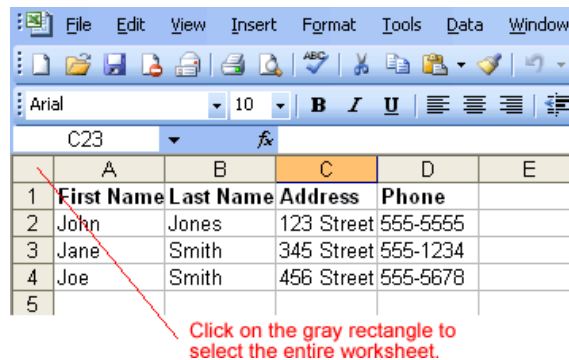 File Edit View Insert Format Tools Data Window
ABC
Arial 10 B I U
C23 fx
A B C D E
1 First Name Last Name Address Phone
2 John Jones 123 Street 555-5555
3 Jane Smith 345 Street 555-1234
4 Joe Smith 456 Street 555-5678
5
Click on the gray rectangle to
select the entire worksheet.